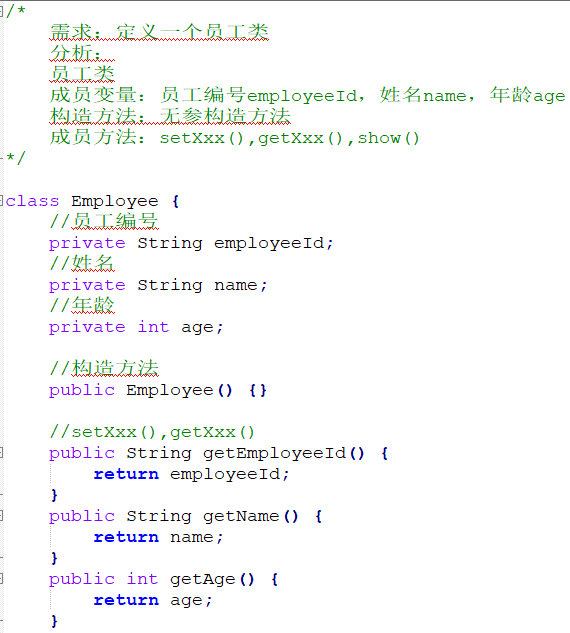 /*
需求：定义一个员工类
分析：
员工类
成员变量：员工编号employeeId，姓名name，年龄age
构造方法：无参构造方法
成员方法：setXxx(),getXxx(),show()
*/
class Employee {
//员工编号
private String employeeId;
//姓名
private String name;
//年龄
private int age;
//构造方法
public Employee() {}
//setXxx(),getXxx()
public String getEmployeeId() {
return employeeId;
}
public String getName() {
return name;
}
public int getAge() {
return age;
}